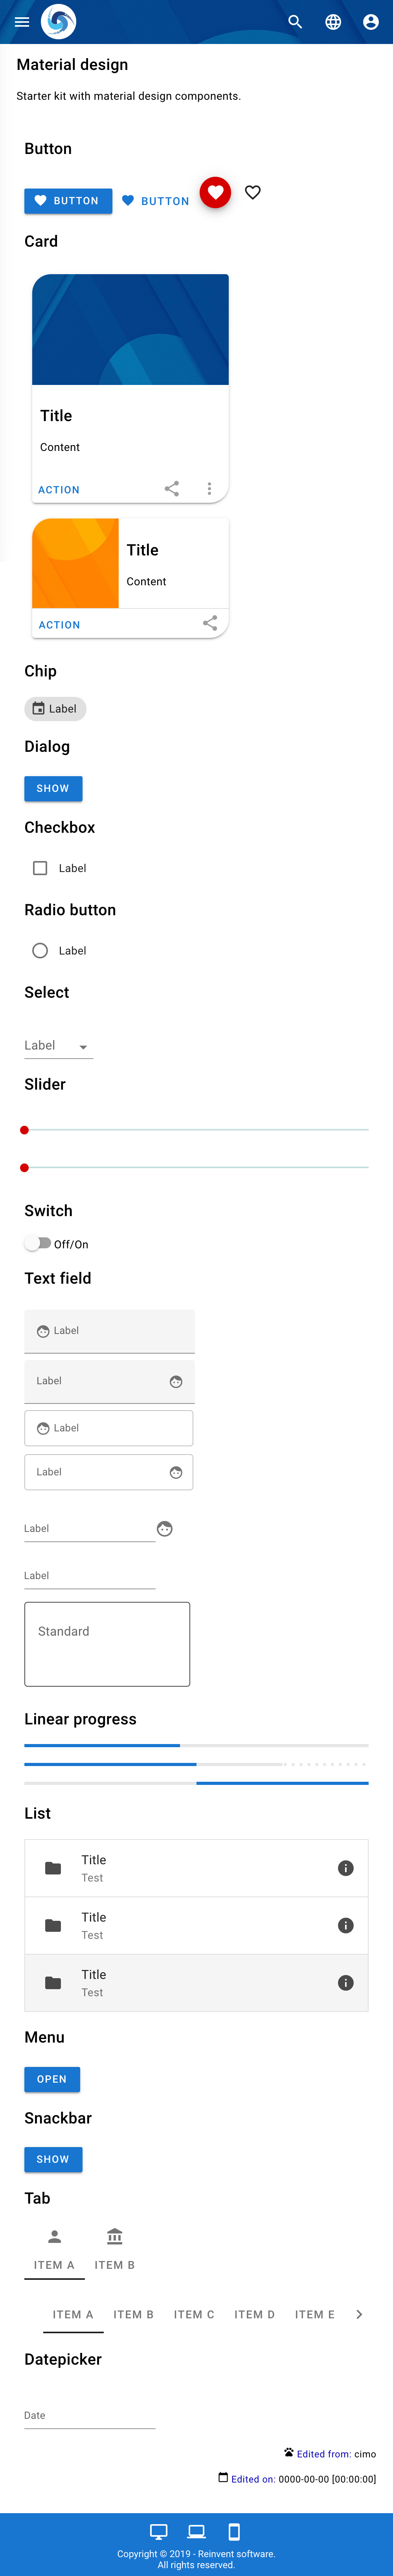 Material design
Starter kit with material design components.
Button
BUTTON
BUTTON
Card
Title
Content
ACTION
Title
Content
ACTION
Chip
Label
Dialog
SHOW
Checkbox
Label
Radio button
Label
Select
Label
Slider
Switch
Off/On
Text field
Label
Label
Label
Label
Label
Label
Standard
Linear progress
List
Title
Test
Title
Test
Title
Test
Menu
OPEN
Snackbar
SHOW
Tab
ITEM A ITEM B
ITEM A ITEM B ITEM C ITEM D ITEM E
Datepicker
Date
Edited from: cimo
Edited on: 0000-00-00 [00:00:00]
Copyright © 2019 - Reinvent software.
All rights reserved.